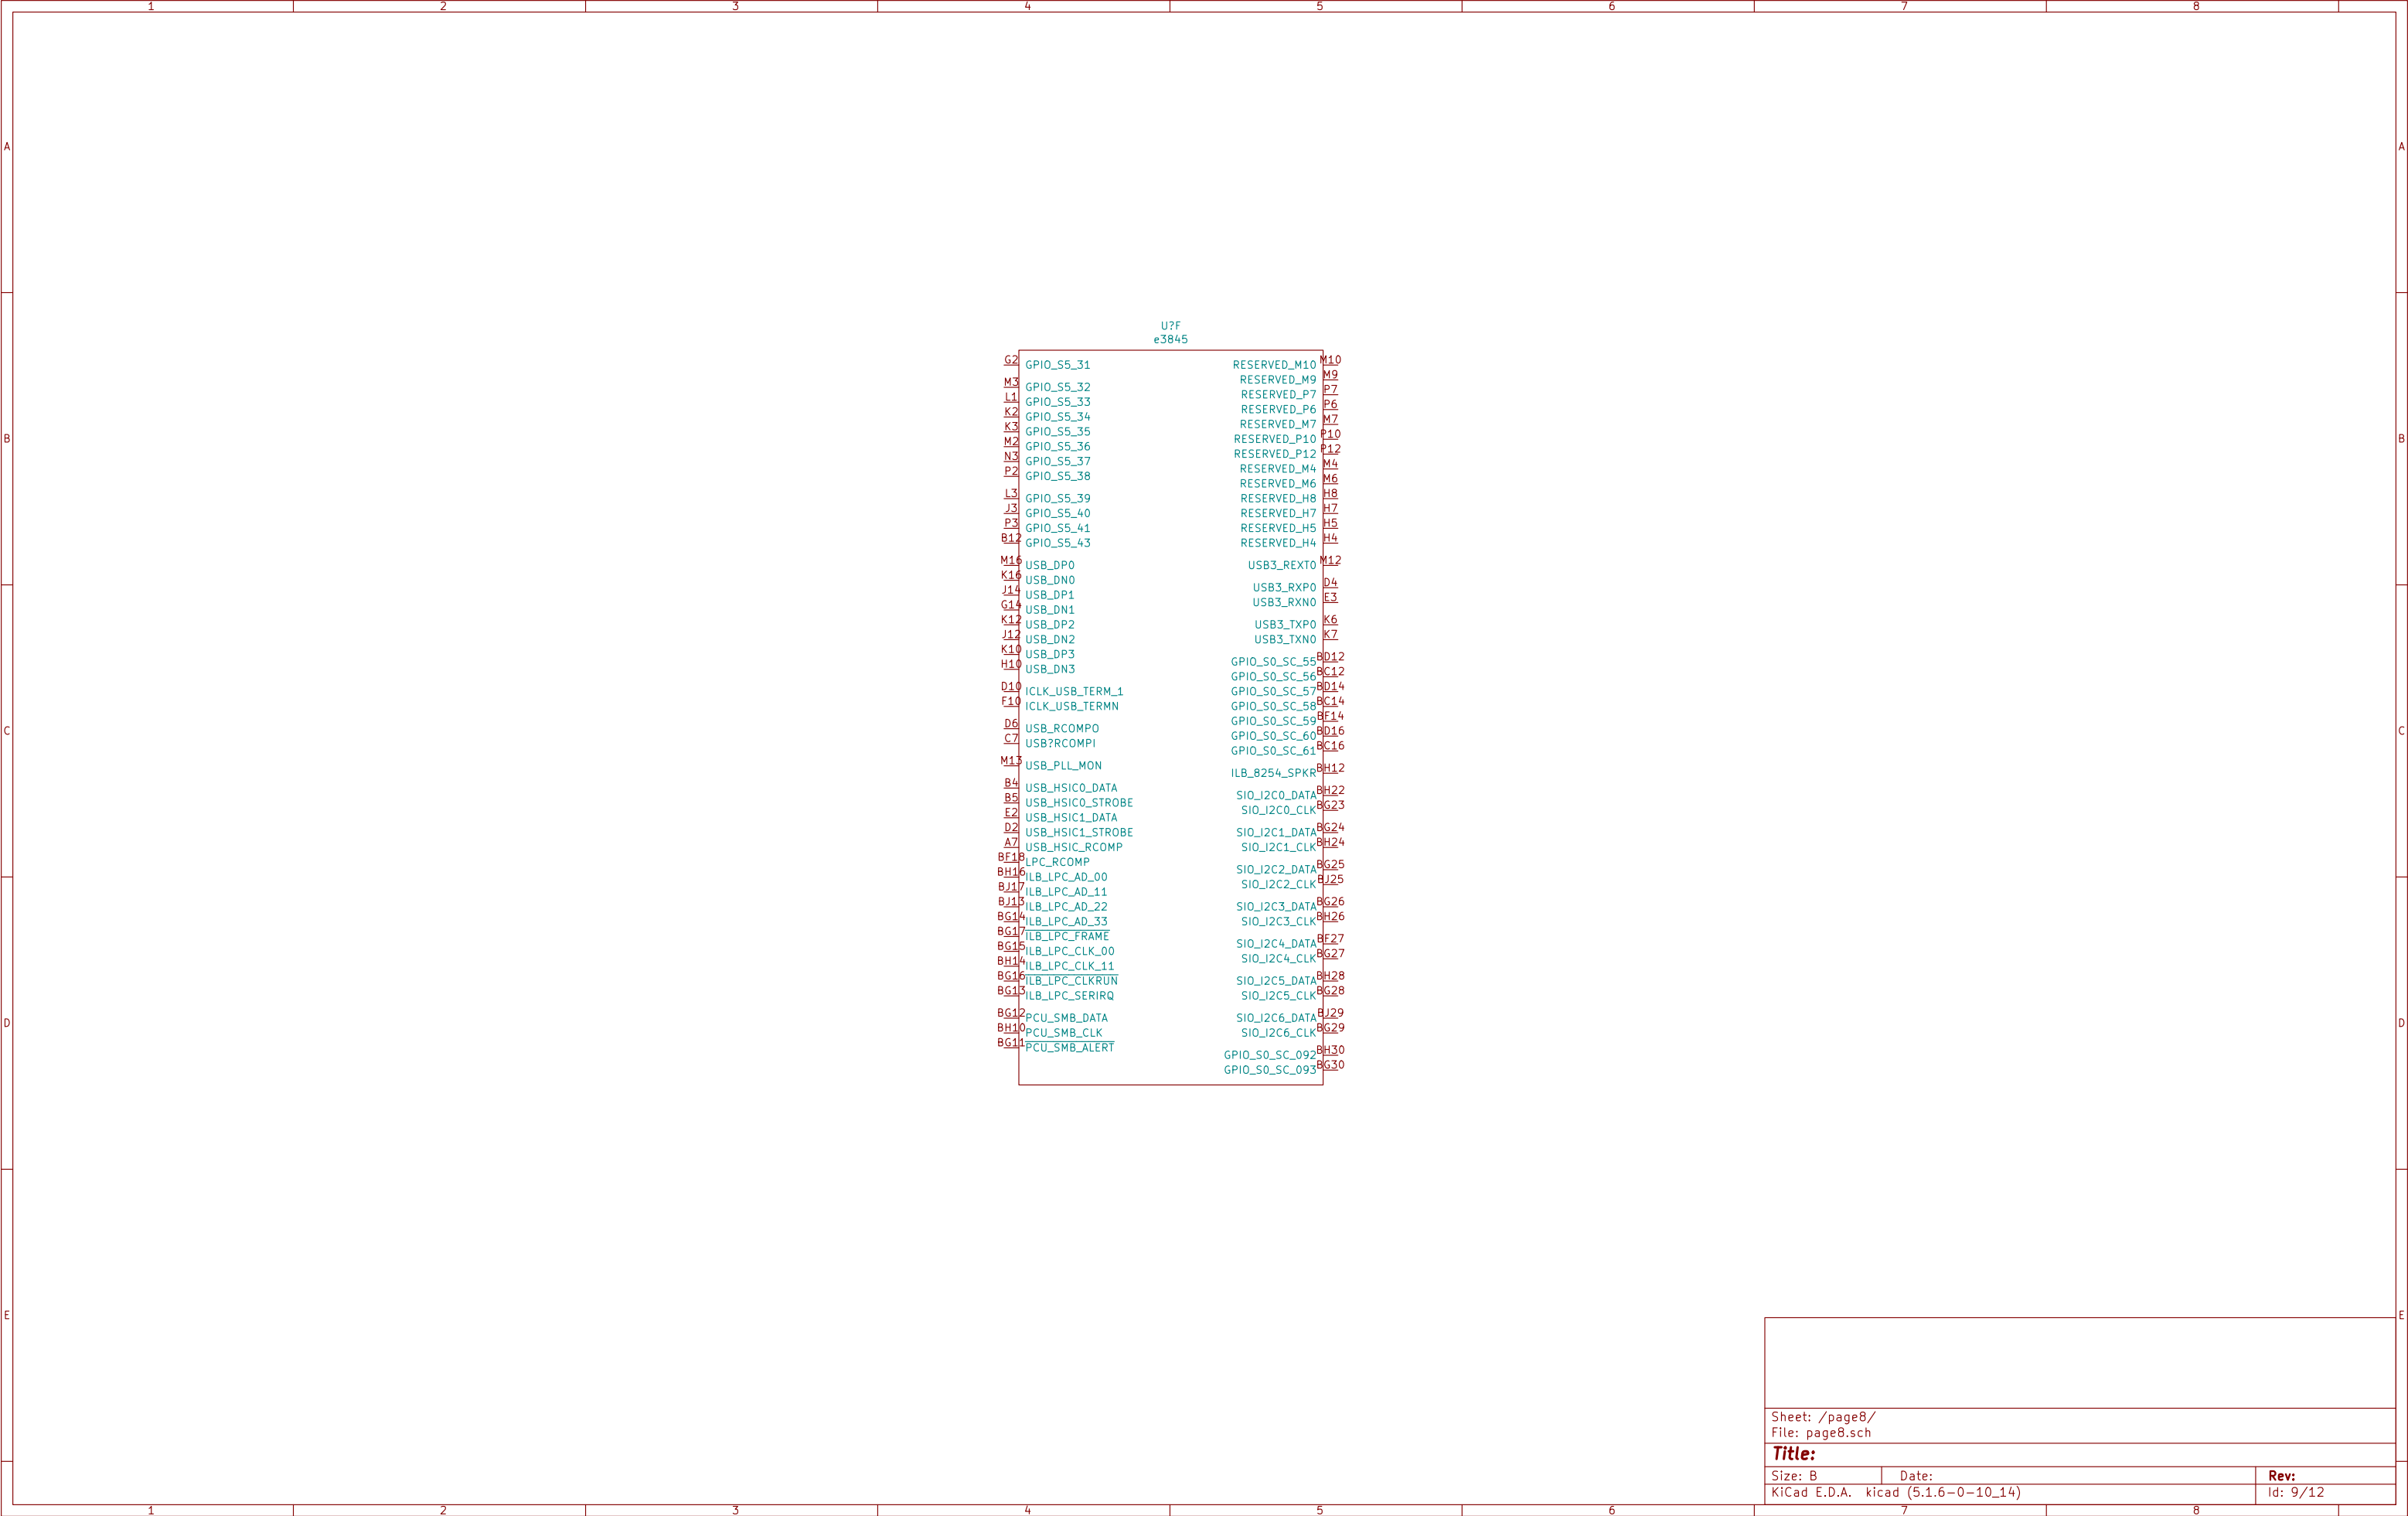 1 2 3 4 5 6 7 8
A A
B B
C C
D D
E E
U?F
e3845
G2 GPIO_S5_31
M3 GPIO_S5_32
L1 GPIO_S5_33
K2 GPIO_S5_34
K3 GPIO_S5_35
M2 GPIO_S5_36
N3 GPIO_S5_37
P2 GPIO_S5_38
L3 GPIO_S5_39
J3 GPIO_S5_40
P3 GPIO_S5_41
B12 GPIO_S5_43
M16 USB_DP0
K16 USB_DN0
J14 USB_DP1
G14 USB_DN1
K12 USB_DP2
J12 USB_DN2
K10 USB_DP3
H10 USB_DN3
D10 ICLK_USB_TERM_1
F10 ICLK_USB_TERMN
D6 USB_RCOMPO
C7 USB?RCOMPI
M13 USB_PLL_MON
B4 USB_HSIC0_DATA
B5 USB_HSIC0_STROBE
E2 USB_HSIC1_DATA
D2 USB_HSIC1_STROBE
A7 USB_HSIC_RCOMP
BF18 LPC_RCOMP
BH16 ILB_LPC_AD_00
BJ17 ILB_LPC_AD_11
BJ13 ILB_LPC_AD_22
BG14 ILB_LPC_AD_33
BG17 ILB_LPC_FRAME
BG15 ILB_LPC_CLK_00
BH14 ILB_LPC_CLK_11
BG16 ILB_LPC_CLKRUN
BG13 ILB_LPC_SERIRQ
BG12 PCU_SMB_DATA
BH10 PCU_SMB_CLK
BG11 PCU_SMB_ALERT
RESERVED_M10 M10
RESERVED_M9 M9
RESERVED_P7 P7
RESERVED_P6 P6
RESERVED_M7 M7
RESERVED_P10 P10
RESERVED_P12 P12
RESERVED_M4 M4
RESERVED_M6 M6
RESERVED_H8 H8
RESERVED_H7 H7
RESERVED_H5 H5
RESERVED_H4 H4
USB3_REXT0 M12
USB3_RXP0 D4
USB3_RXN0 E3
USB3_TXP0 K6
USB3_TXN0 K7
GPIO_S0_SC_55 BD12
GPIO_S0_SC_56 BC12
GPIO_S0_SC_57 BD14
GPIO_S0_SC_58 BC14
GPIO_S0_SC_59 BF14
GPIO_S0_SC_60 BD16
GPIO_S0_SC_61 BC16
ILB_8254_SPKR BH12
SIO_I2C0_DATA BH22
SIO_I2C0_CLK BG23
SIO_I2C1_DATA BG24
SIO_I2C1_CLK BH24
SIO_I2C2_DATA BG25
SIO_I2C2_CLK BJ25
SIO_I2C3_DATA BG26
SIO_I2C3_CLK BH26
SIO_I2C4_DATA BF27
SIO_I2C4_CLK BG27
SIO_I2C5_DATA BH28
SIO_I2C5_CLK BG28
SIO_I2C6_DATA BJ29
SIO_I2C6_CLK BG29
GPIO_S0_SC_092 BH30
GPIO_S0_SC_093 BG30
Sheet: /page8/
File: page8.sch
Title:
Size: B Date: Rev:
KiCad E.D.A. kicad (5.1.6-0-10_14) Id: 9/12
1 2 3 4 5 6 7 8